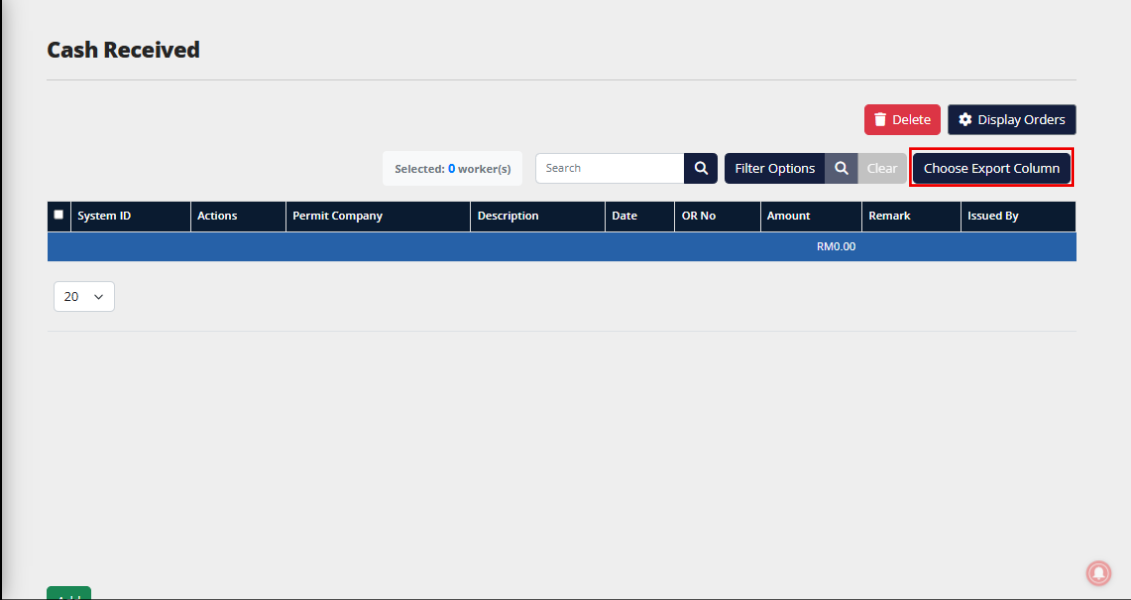 Cash Received
Delete
Display Orders
Selected: 0 worker(s)
Search
Filter Options
Clear
Choose Export Column
System ID
Actions
Permit Company
Description
Date
OR No
Amount
Remark
Issued By
RM0.00
20